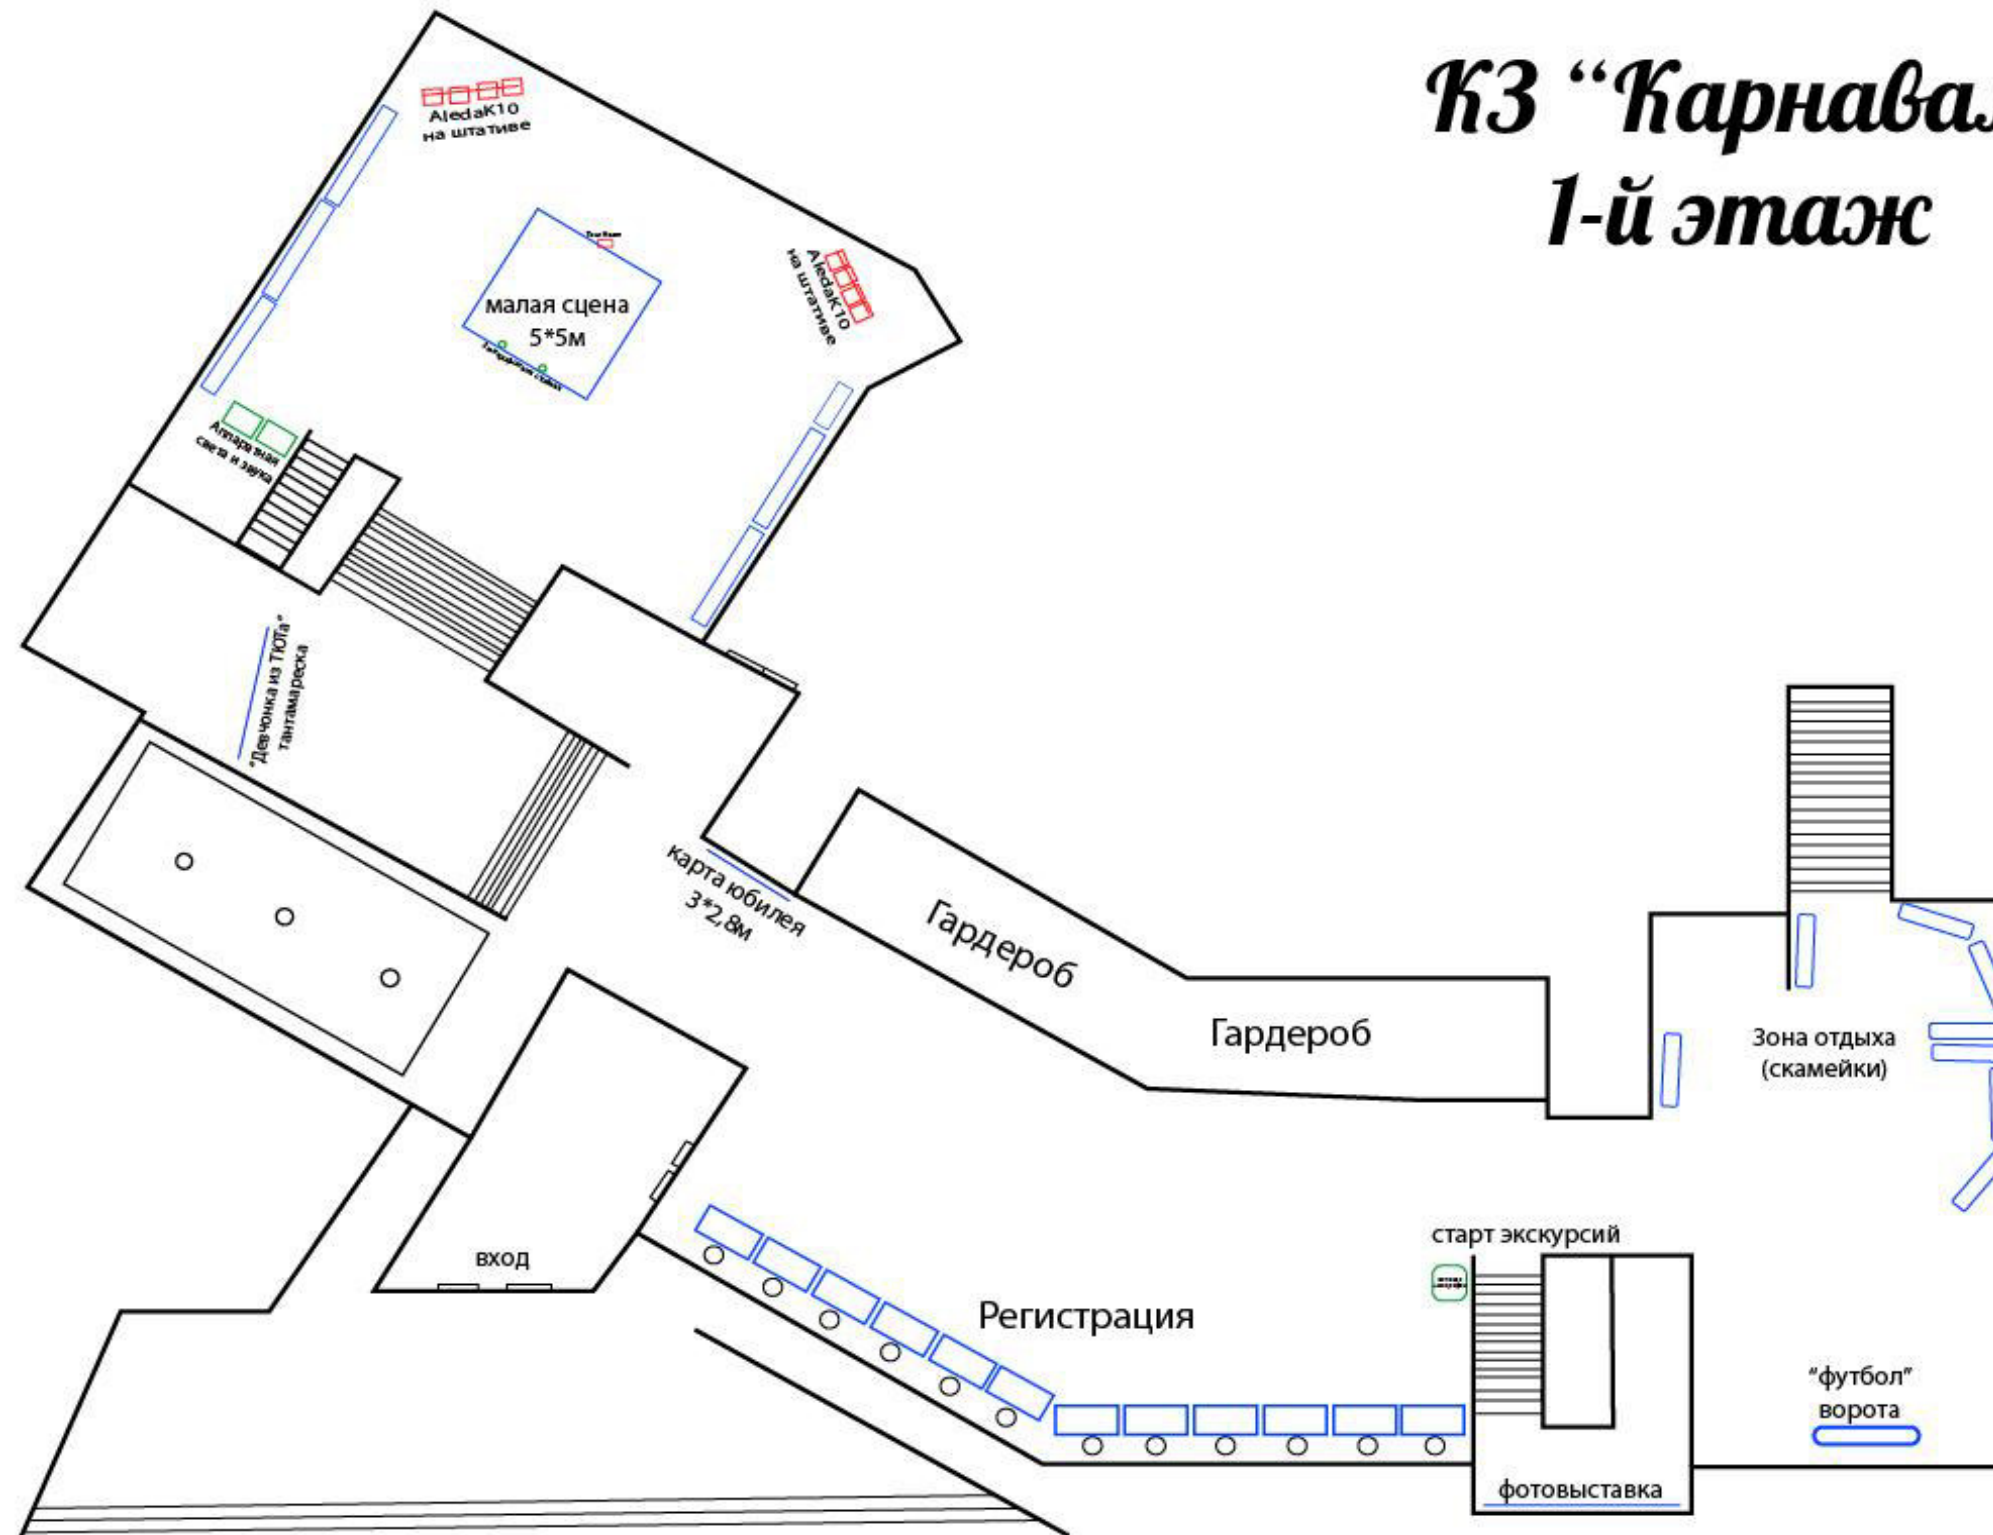 КЗ “Карнавал
1-й этаж
AledaK10
на штативе
AledaK10
на штативе
малая сцена
5*5м
Аппаратная
света и звука
“Девчонка из ТЮТа”
тантамареска
карта юбилея
3*2,8м
Гардероб
Гардероб
Зона отдыха
(скамейки)
вход
старт экскурсий
Регистрация
“футбол”
ворота
фотовыставка